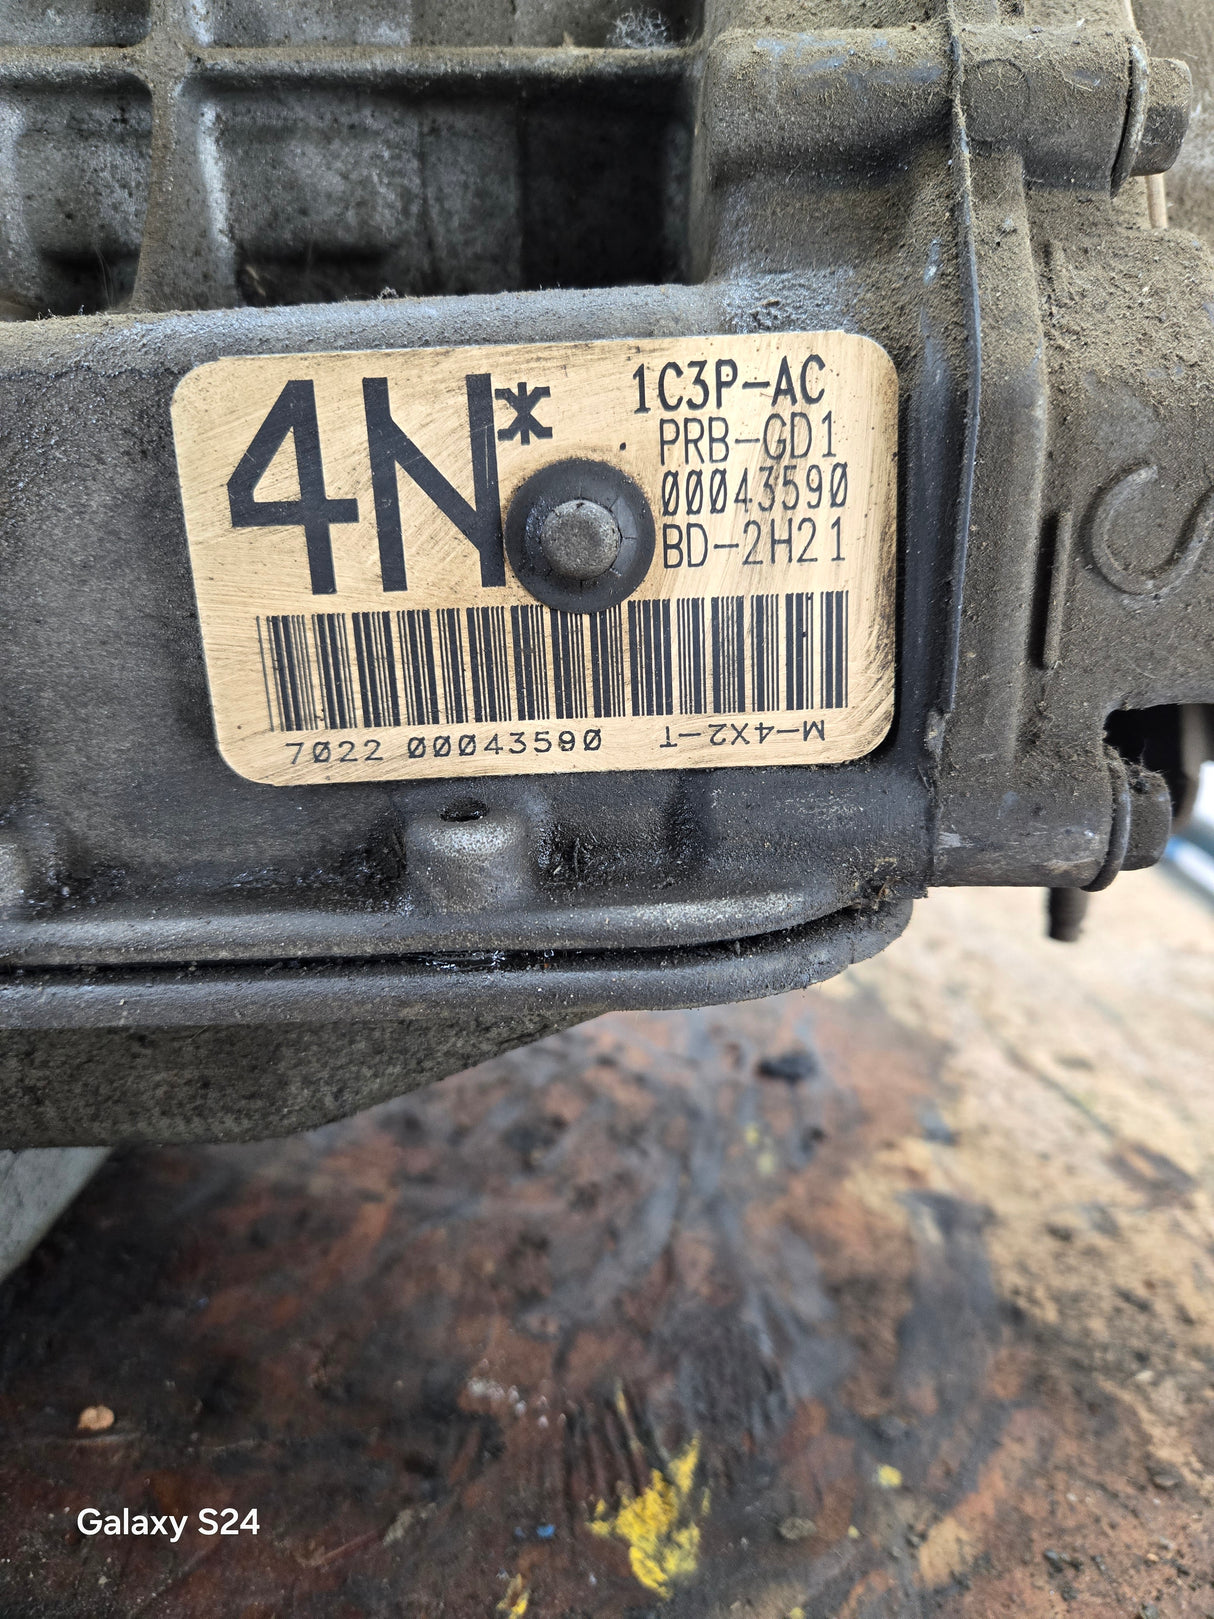 4N*
1C3P-AC
PRB-GD1
00043590
BD-2H21
7022 00043590
M-4X2-T
Galaxy S24